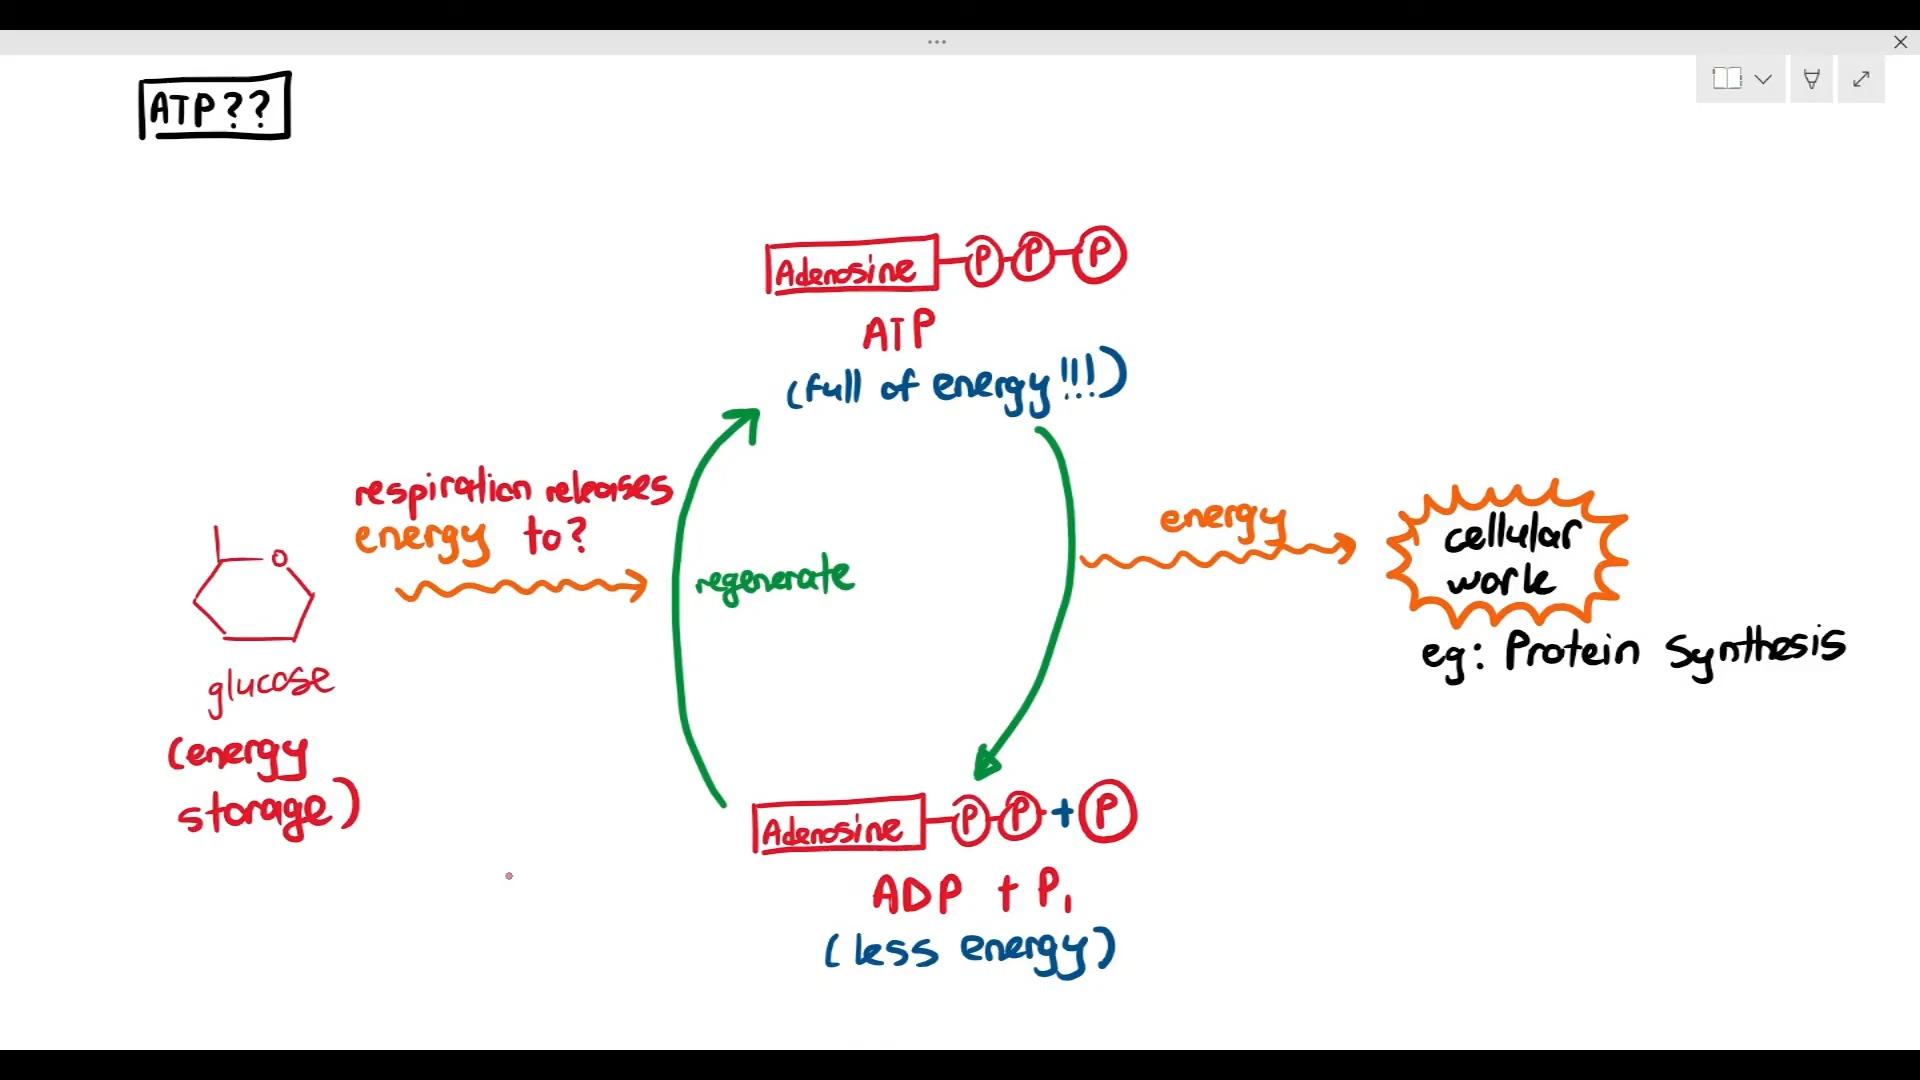 ATP??
Adenosine P P P
ATP
(full of energy!!!)
respiration releases
energy to?
regenerate
energy
cellular
work
eg: Protein Synthesis
glucose
(energy
storage)
Adenosine P P + P
ADP + Pi
(less energy)